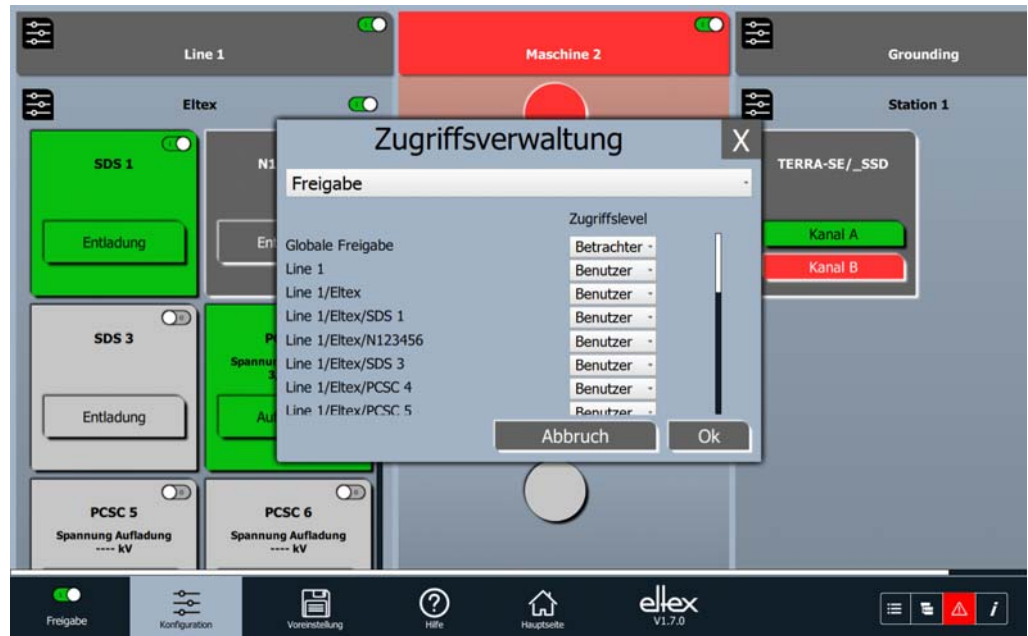 Line 1
Maschine 2
Grounding
Eltex
Station 1
SDS 1
Entladung
N1
SDS 3
Entladung
PCSC 5
Spannung Aufladung
---- kV
PCSC 6
Spannung Aufladung
---- kV
TERRA-SE/_SSD
Kanal A
Kanal B
Zugriffsverwaltung
X
Freigabe
Zugriffslevel
Globale Freigabe Betrachter
Line 1 Benutzer
Line 1/Eltex Benutzer
Line 1/Eltex/SDS 1 Benutzer
Line 1/Eltex/N123456 Benutzer
Line 1/Eltex/SDS 3 Benutzer
Line 1/Eltex/PCSC 4 Benutzer
Line 1/Eltex/PCSC 5 Benutzer
Abbruch Ok
Freigabe
Konfiguration
Voreinstellung
Hilfe
Hauptseite
eltex
V1.7.0
i